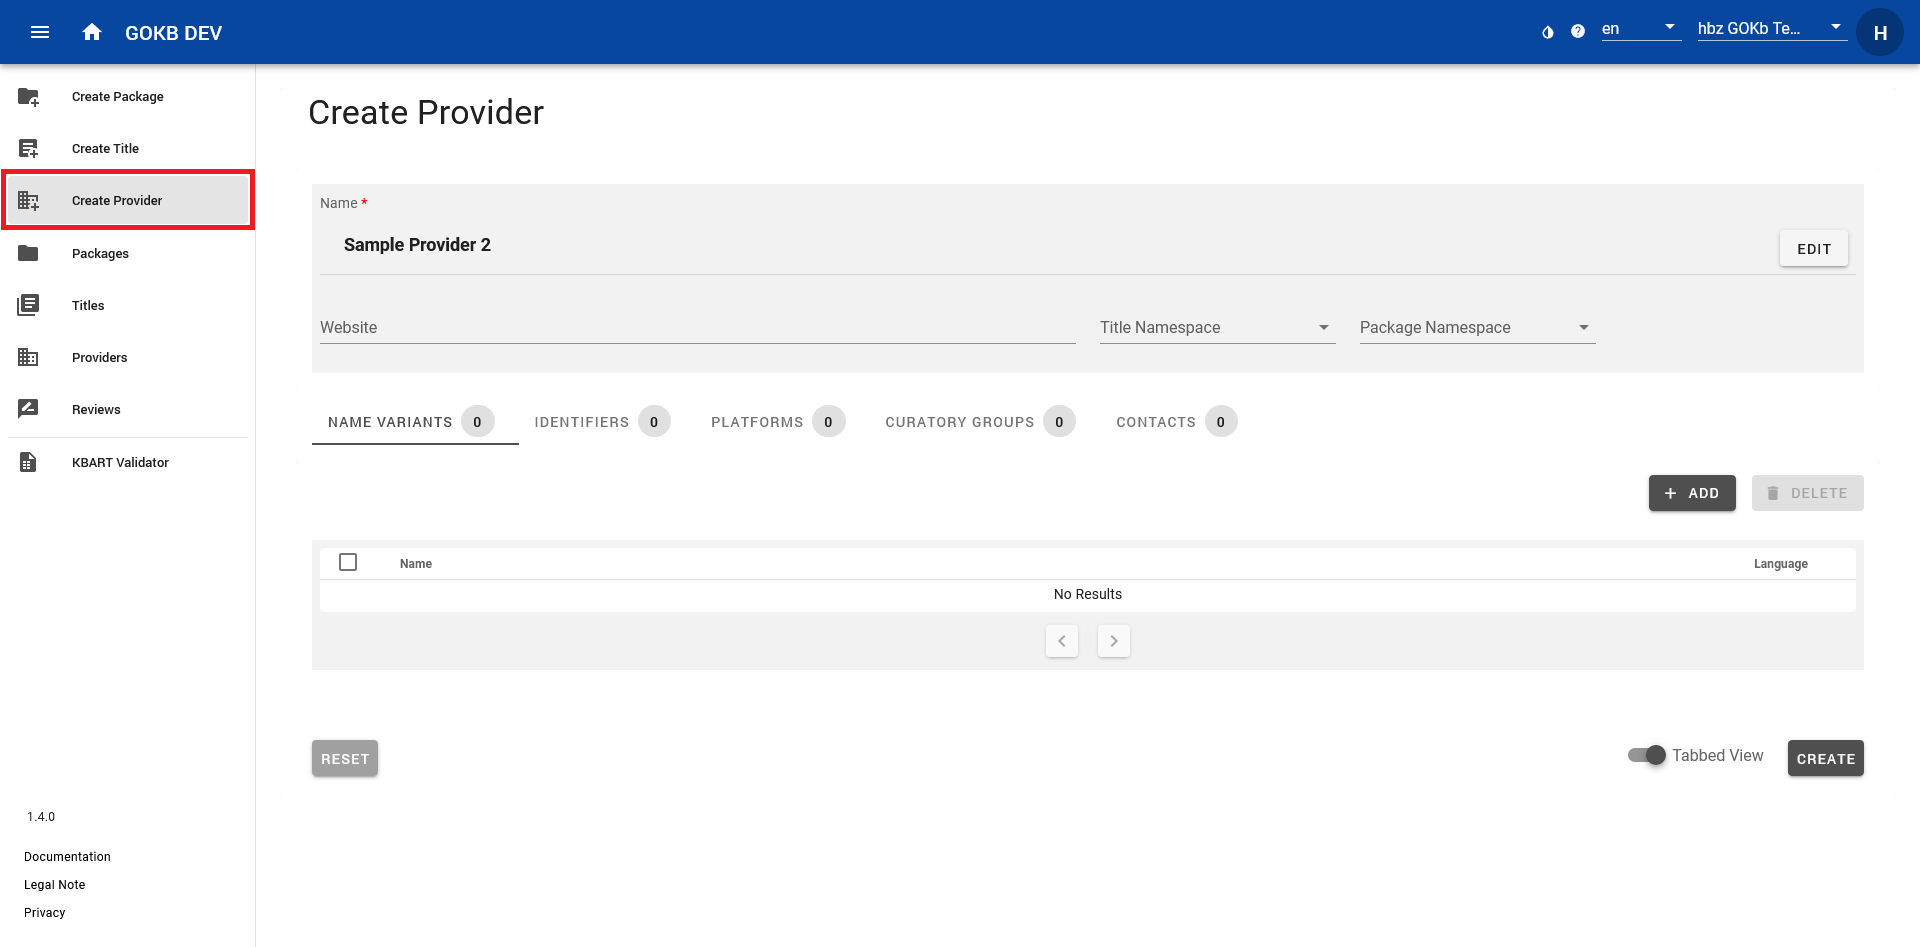 GOKB DEV
en
hbz GOKb Te...
H
Create Package
Create Title
Create Provider
Packages
Titles
Providers
Reviews
KBART Validator
1.4.0
Documentation
Legal Note
Privacy
Create Provider
Name *
Sample Provider 2
EDIT
Website
Title Namespace
Package Namespace
NAME VARIANTS 0
IDENTIFIERS 0
PLATFORMS 0
CURATORY GROUPS 0
CONTACTS 0
+ ADD
DELETE
Name
Language
No Results
RESET
Tabbed View
CREATE